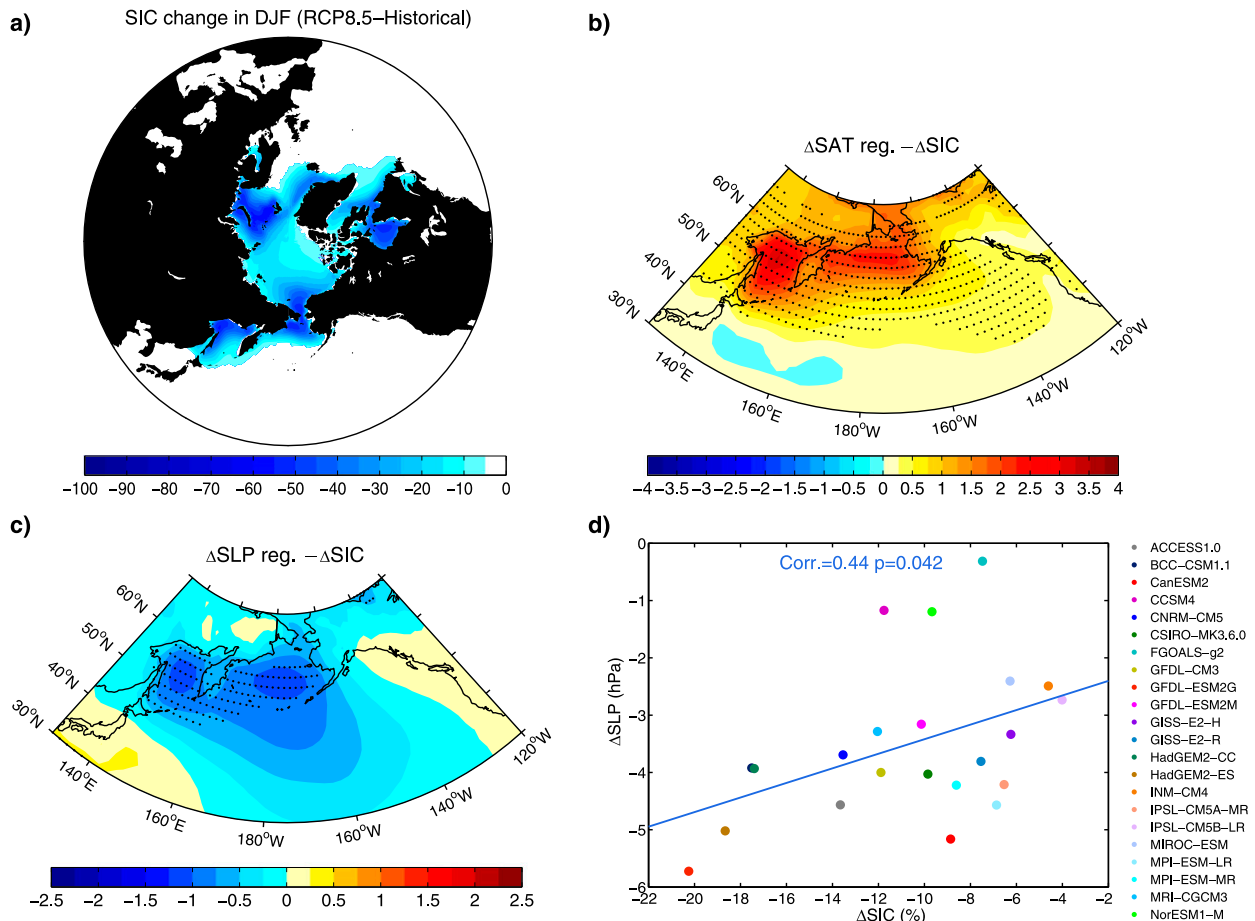 a)
SIC change in DJF (RCP8.5−Historical)
−100 −90 −80 −70 −60 −50 −40 −30 −20 −10 0
b)
ΔSAT reg. −ΔSIC
60°N
50°N
40°N
30°N
140°E
160°E
180°W
160°W
140°W
120°W
−4 −3.5 −3 −2.5 −2 −1.5 −1 −0.5 0 0.5 1 1.5 2 2.5 3 3.5 4
c)
ΔSLP reg. −ΔSIC
60°N
50°N
40°N
30°N
140°E
160°E
180°W
160°W
140°W
120°W
−2.5 −2 −1.5 −1 −0.5 0 0.5 1 1.5 2 2.5
d)
Corr.=0.44 p=0.042
ΔSLP (hPa)
0
−1
−2
−3
−4
−5
−6
−22 −20 −18 −16 −14 −12 −10 −8 −6 −4 −2
ΔSIC (%)
ACCESS1.0
BCC−CSM1.1
CanESM2
CCSM4
CNRM−CM5
CSIRO−MK3.6.0
FGOALS−g2
GFDL−CM3
GFDL−ESM2G
GFDL−ESM2M
GISS−E2−H
GISS−E2−R
HadGEM2−CC
HadGEM2−ES
INM−CM4
IPSL−CM5A−MR
IPSL−CM5B−LR
MIROC−ESM
MPI−ESM−LR
MPI−ESM−MR
MRI−CGCM3
NorESM1−M